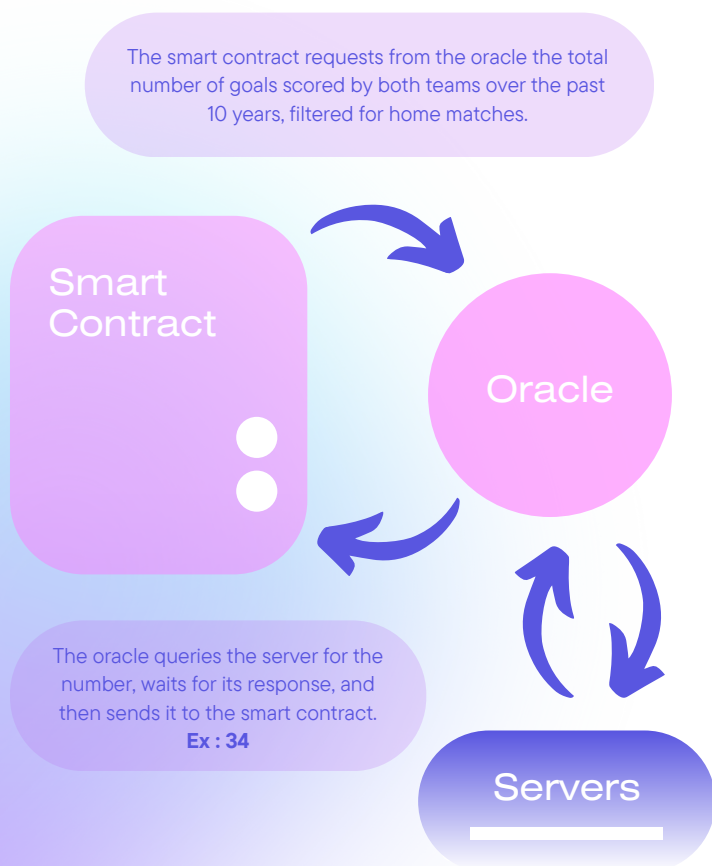 The smart contract requests from the oracle the total
number of goals scored by both teams over the past
10 years, filtered for home matches.
Smart
Contract
Oracle
The oracle queries the server for the
number, waits for its response, and
then sends it to the smart contract.
Ex : 34
Servers